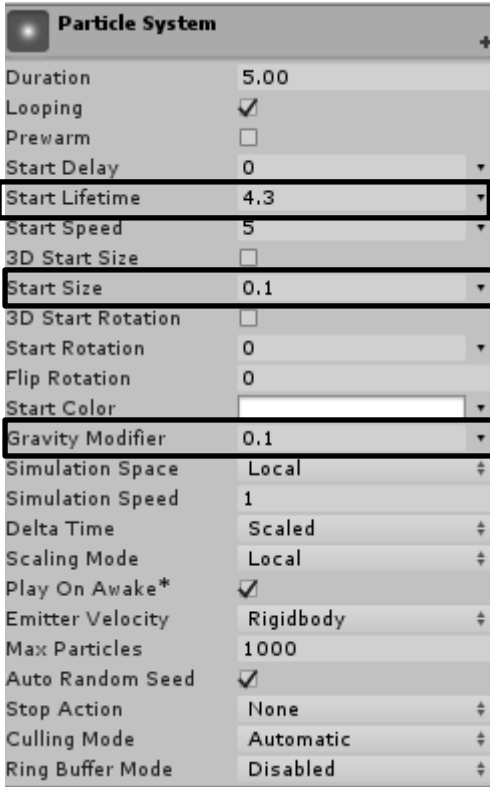 Particle System
Duration 5.00
Looping
Prewarm
Start Delay 0
Start Lifetime 4.3
Start Speed 5
3D Start Size
Start Size 0.1
3D Start Rotation
Start Rotation 0
Flip Rotation 0
Start Color
Gravity Modifier 0.1
Simulation Space Local
Simulation Speed 1
Delta Time Scaled
Scaling Mode Local
Play On Awake*
Emitter Velocity Rigidbody
Max Particles 1000
Auto Random Seed
Stop Action None
Culling Mode Automatic
Ring Buffer Mode Disabled